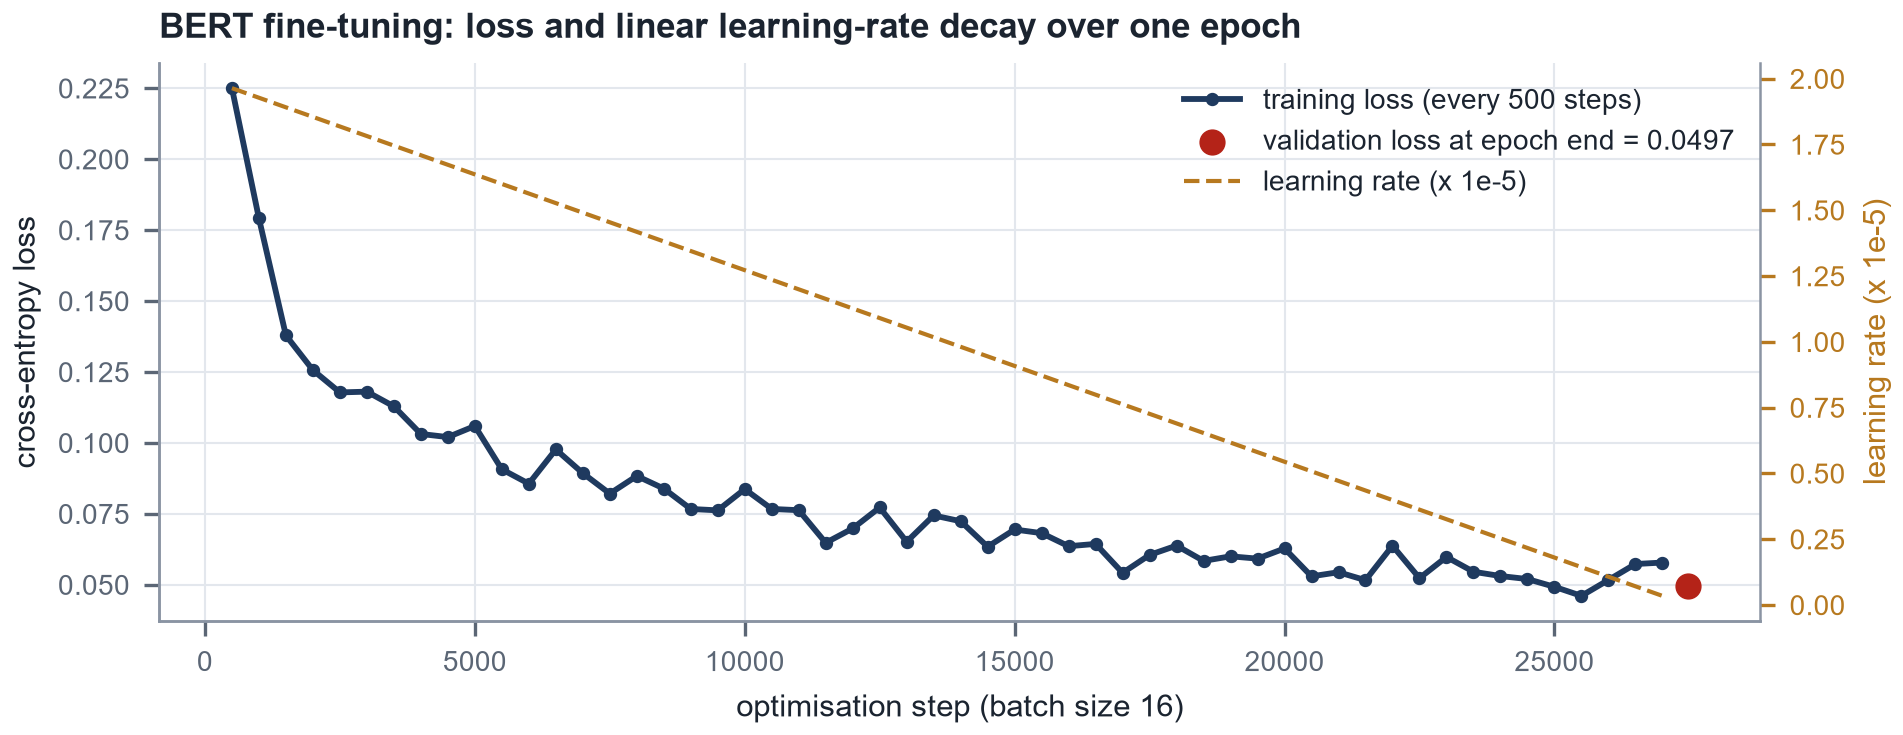 BERT fine-tuning: loss and linear learning-rate decay over one epoch
cross-entropy loss
0.225
0.200
0.175
0.150
0.125
0.100
0.075
0.050
training loss (every 500 steps)
validation loss at epoch end = 0.0497
learning rate (x 1e-5)
2.00
1.75
1.50
1.25
1.00
0.75
0.50
0.25
0.00
learning rate (x 1e-5)
0 5000 10000 15000 20000 25000
optimisation step (batch size 16)